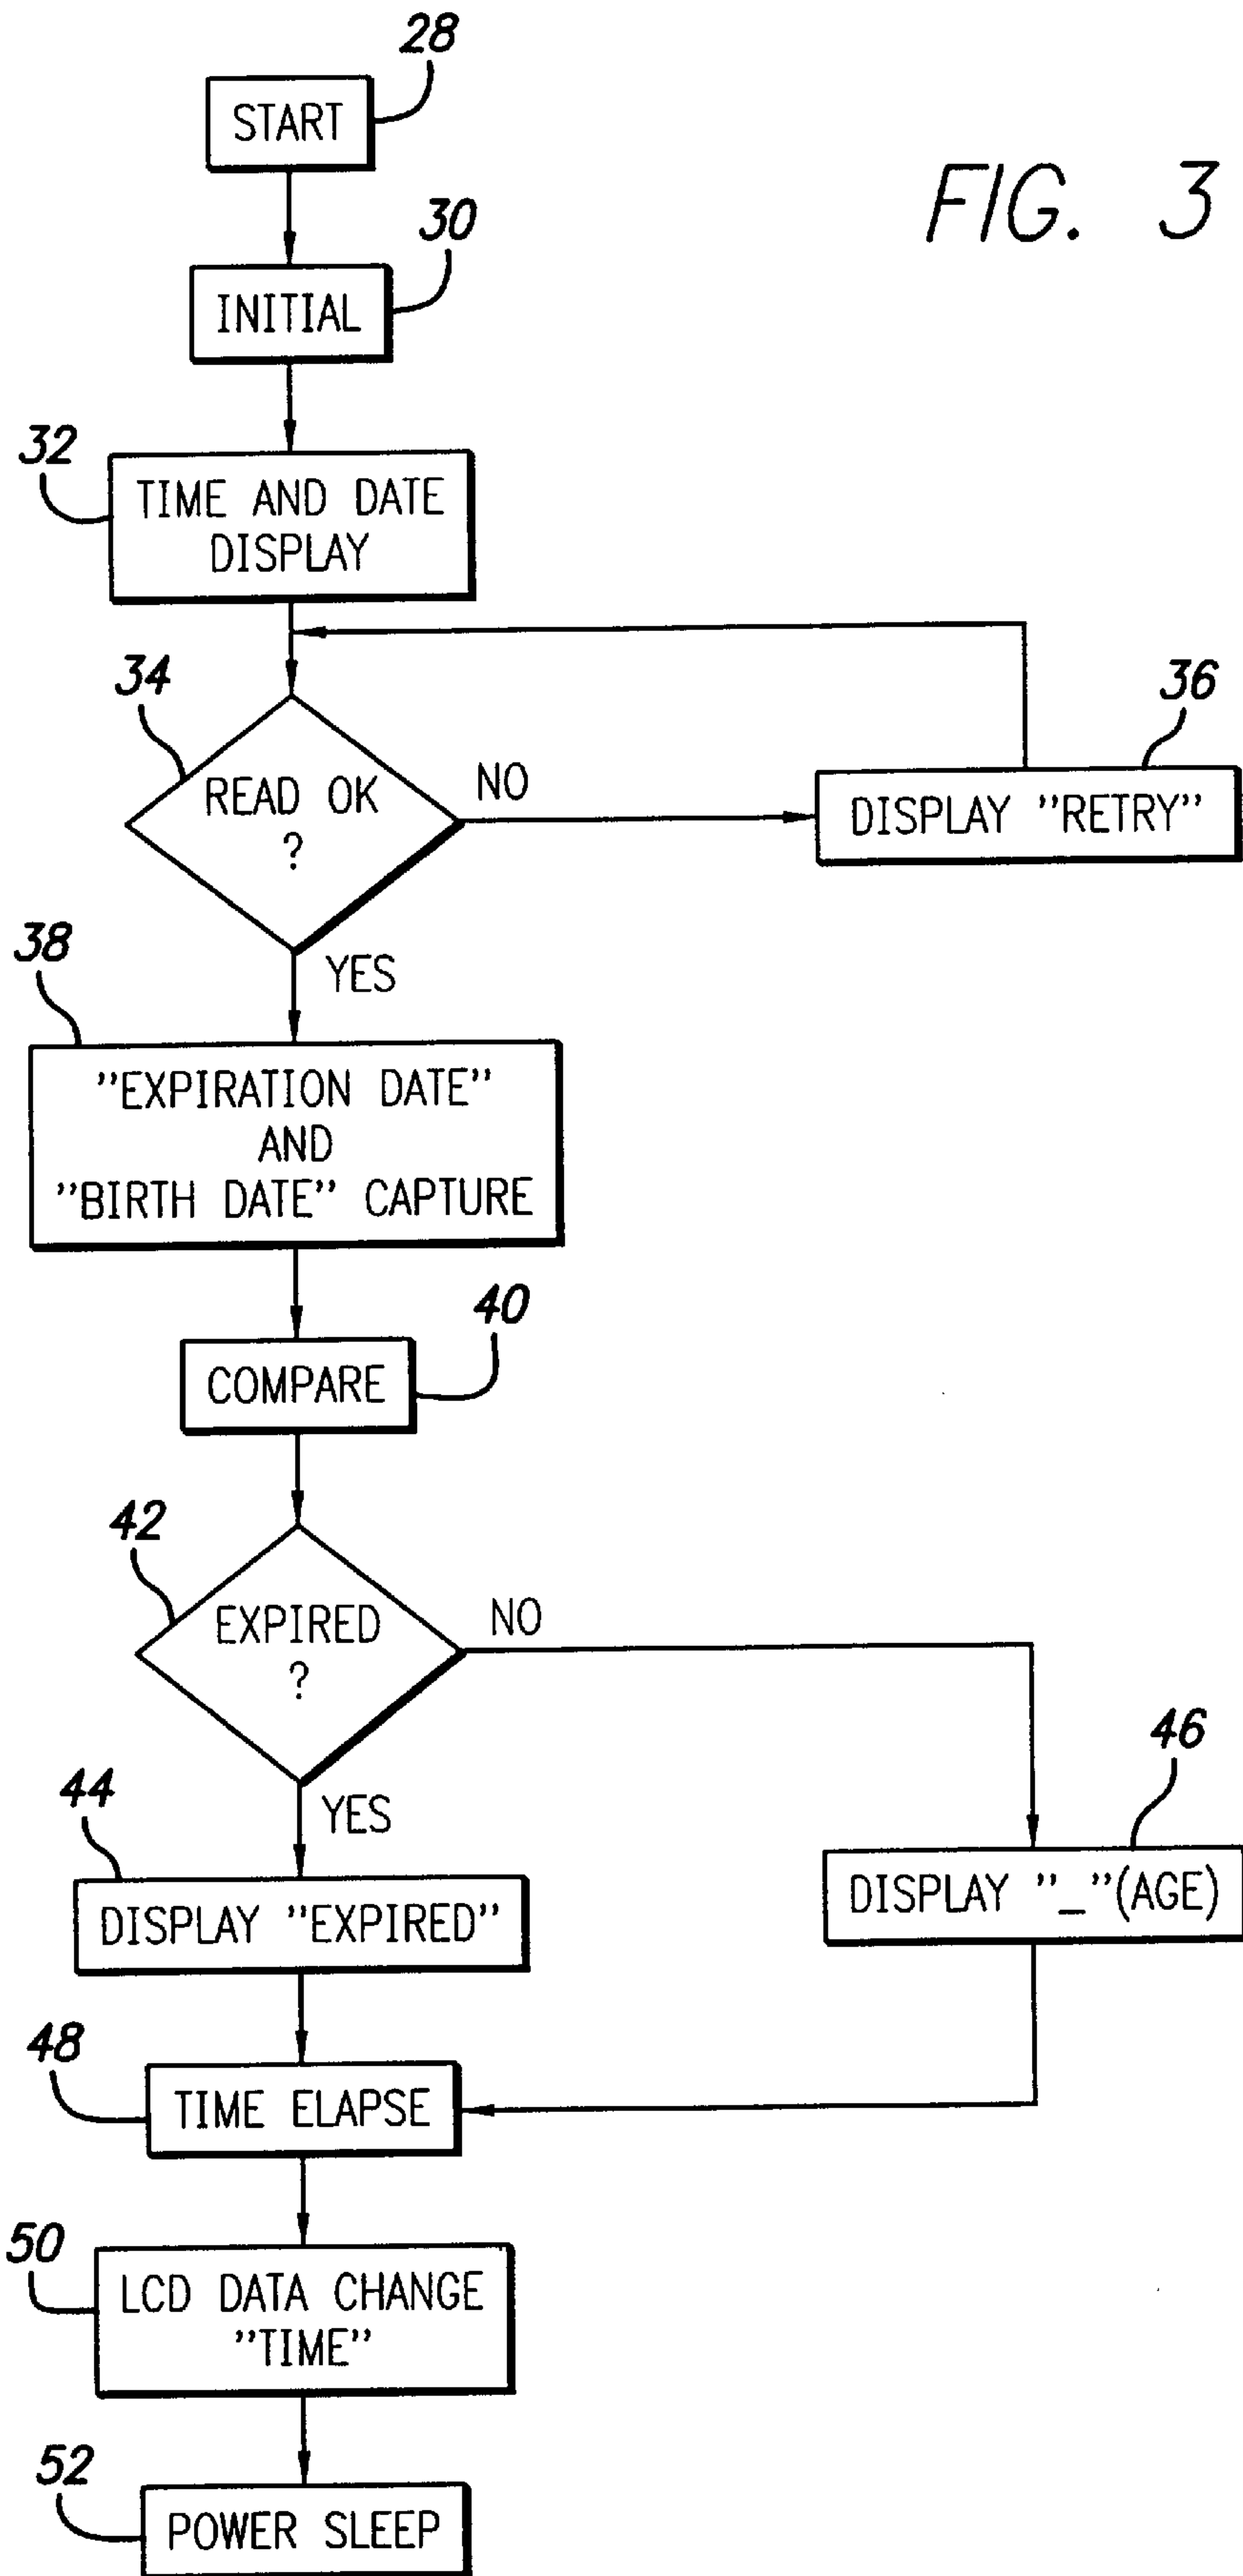 28
START
FIG. 3
30
INITIAL
32
TIME AND DATE
DISPLAY
34
36
READ OK
?
NO
DISPLAY "RETRY"
YES
38
"EXPIRATION DATE"
AND
"BIRTH DATE" CAPTURE
40
COMPARE
42
EXPIRED
?
NO
46
YES
44
DISPLAY "_"(AGE)
DISPLAY "EXPIRED"
48
TIME ELAPSE
50
LCD DATA CHANGE
"TIME"
52
POWER SLEEP